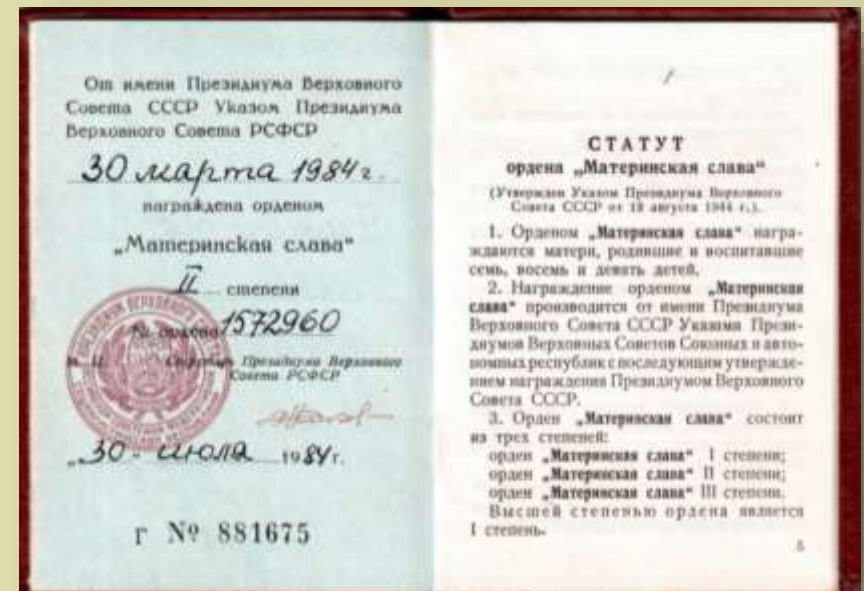 От имени Президиума Верховного
Совета СССР Указом Президиума
Верховного Совета РСФСР
30 марта 1984 г.
награждена орденом
„Материнская слава“
II степени
№ ордена 1572960
Секретарь Президиума Верховного
Совета РСФСР
„30“ июля 1984 г.
г № 881675
СТАТУТ
ордена „Материнская слава“
(Утвержден Указом Президиума Верховного
Совета СССР от 18 августа 1944 г.).
1. Орденом „Материнская слава“ награ-
ждаются матери, родившие и воспитавшие
семь, восемь и девять детей.
2. Награждение орденом „Материнская
слава“ производится от имени Президиума
Верховного Совета СССР Указами Прези-
диумов Верховных Советов Союзных и авто-
номных республик с последующим утвержде-
нием награждения Президиумом Верховного
Совета СССР.
3. Орден „Материнская слава“ состоит
из трех степеней:
орден „Материнская слава“ I степени;
орден „Материнская слава“ II степени;
орден „Материнская слава“ III степени.
Высшей степенью ордена является
I степень.
5